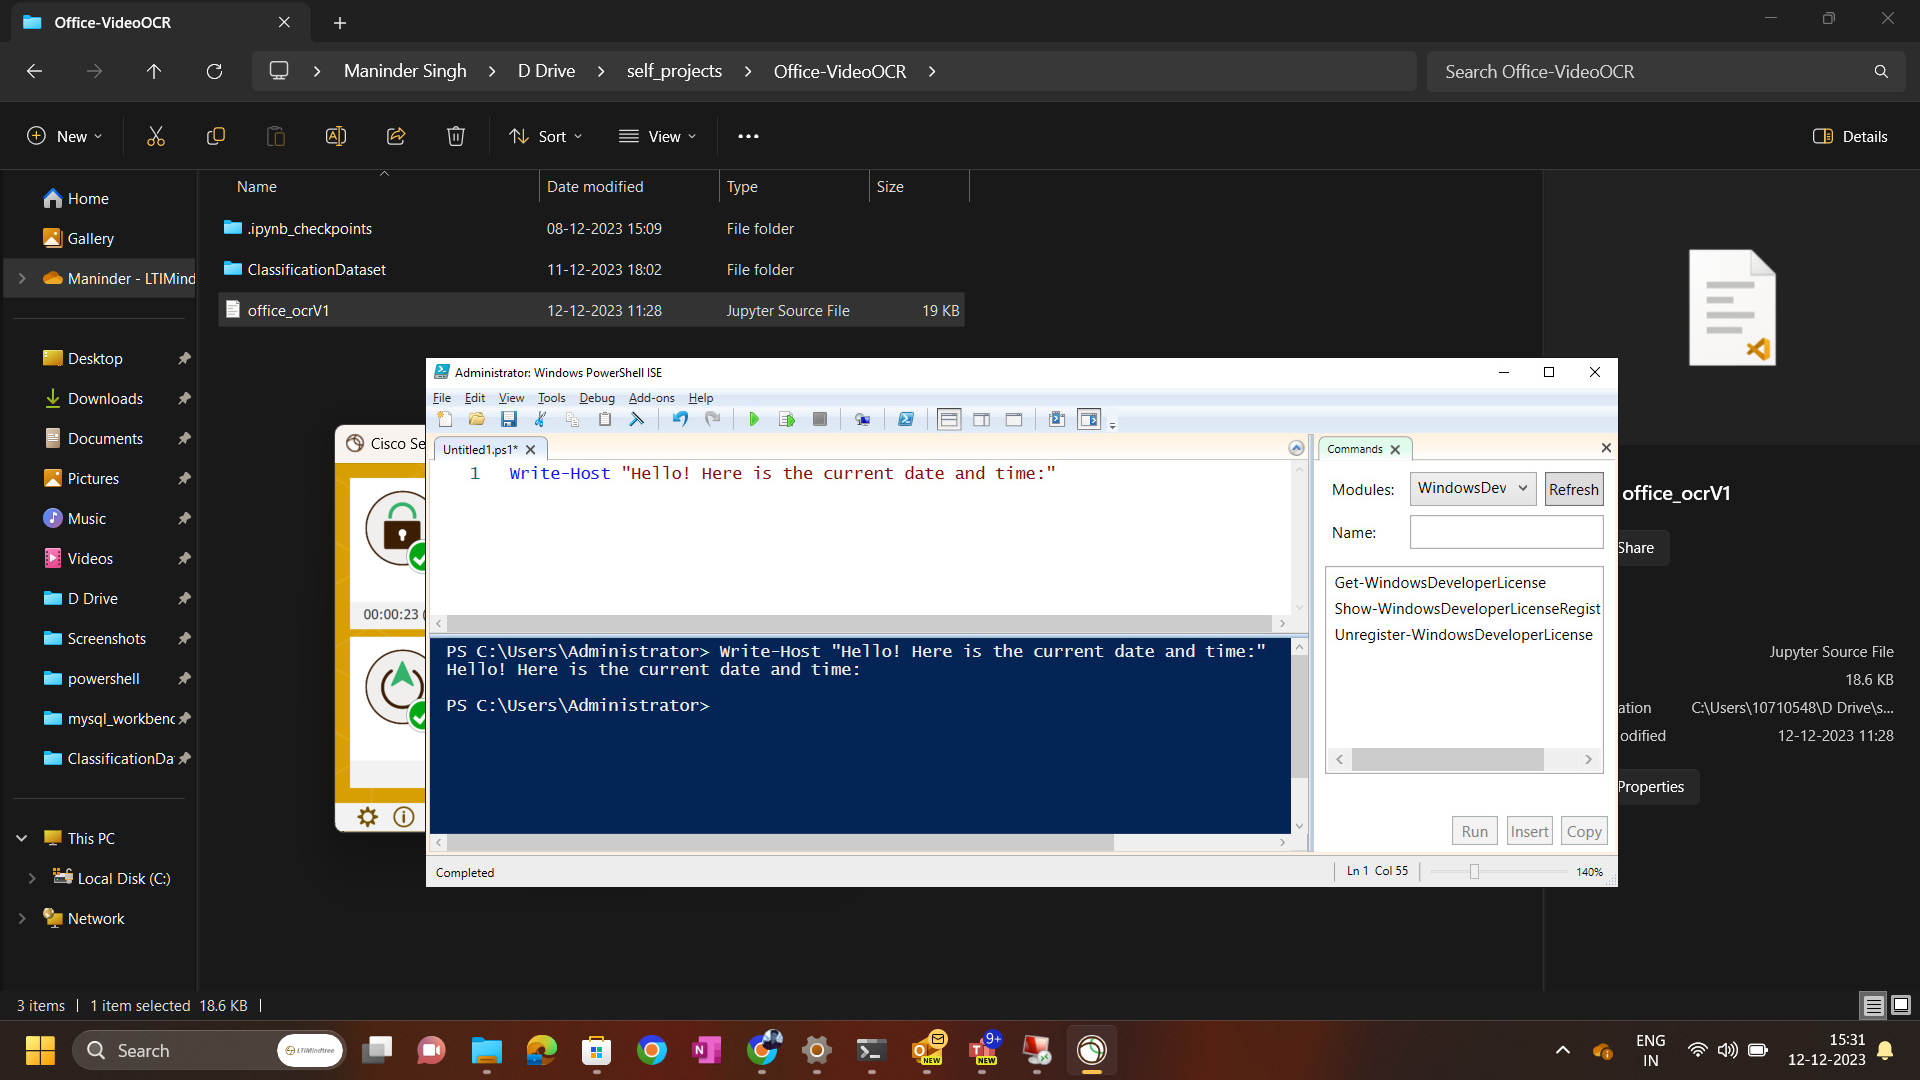 Office-VideoOCR
Maninder Singh
D Drive
self_projects
Office-VideoOCR
Search Office-VideoOCR
New
Sort
View
Details
Name
Date modified
Type
Size
Home
.ipynb_checkpoints
08-12-2023 15:09
File folder
Gallery
ClassificationDataset
11-12-2023 18:02
File folder
Maninder - LTIMind
office_ocrV1
12-12-2023 11:28
Jupyter Source File
19 KB
Desktop
Downloads
Documents
Pictures
Music
Videos
D Drive
Screenshots
powershell
mysql_workbenc
ClassificationDa
This PC
Local Disk (C:)
Network
Cisco Se
00:00:23 (
Administrator: Windows PowerShell ISE
File Edit View Tools Debug Add-ons Help
Untitled1.ps1*
1 Write-Host "Hello! Here is the current date and time:"
PS C:\Users\Administrator> Write-Host "Hello! Here is the current date and time:"
Hello! Here is the current date and time:
PS C:\Users\Administrator>
Commands
Modules: WindowsDev Refresh
Name:
Get-WindowsDeveloperLicense
Show-WindowsDeveloperLicenseRegist
Unregister-WindowsDeveloperLicense
Run Insert Copy
Completed
Ln 1 Col 55
140%
office_ocrV1
Share
Jupyter Source File
18.6 KB
ation C:\Users\10710548\D Drive\s...
odified 12-12-2023 11:28
Properties
3 items
1 item selected 18.6 KB
Search
LTIMindtree
NEW
9+
NEW
ENG
IN
15:31
12-12-2023